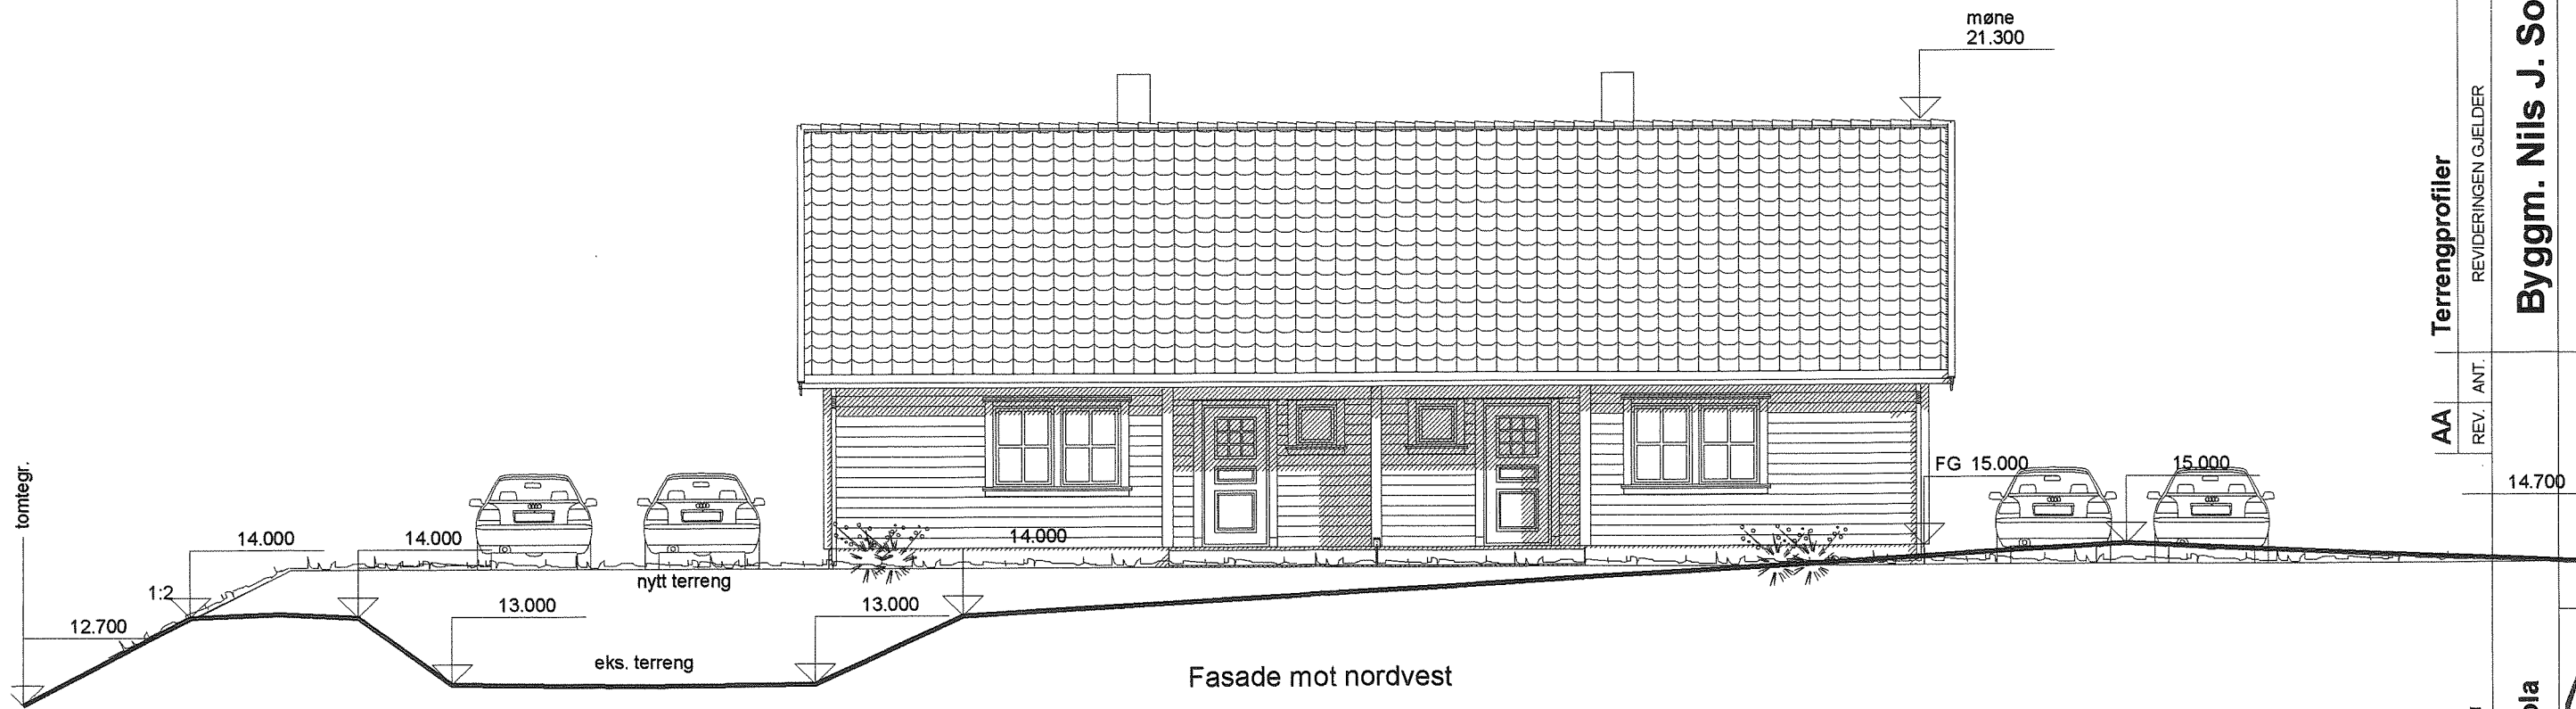 møne
21.300
tomtegr.
14.000
14.000
1:2
12.700
13.000
nytt terreng
13.000
14.000
eks. terreng
FG 15.000
15.000
14.700
Fasade mot nordvest
AA Terrengprofiler
REV. ANT. REVIDERINGEN GJELDER
Byggm. Nils J. So